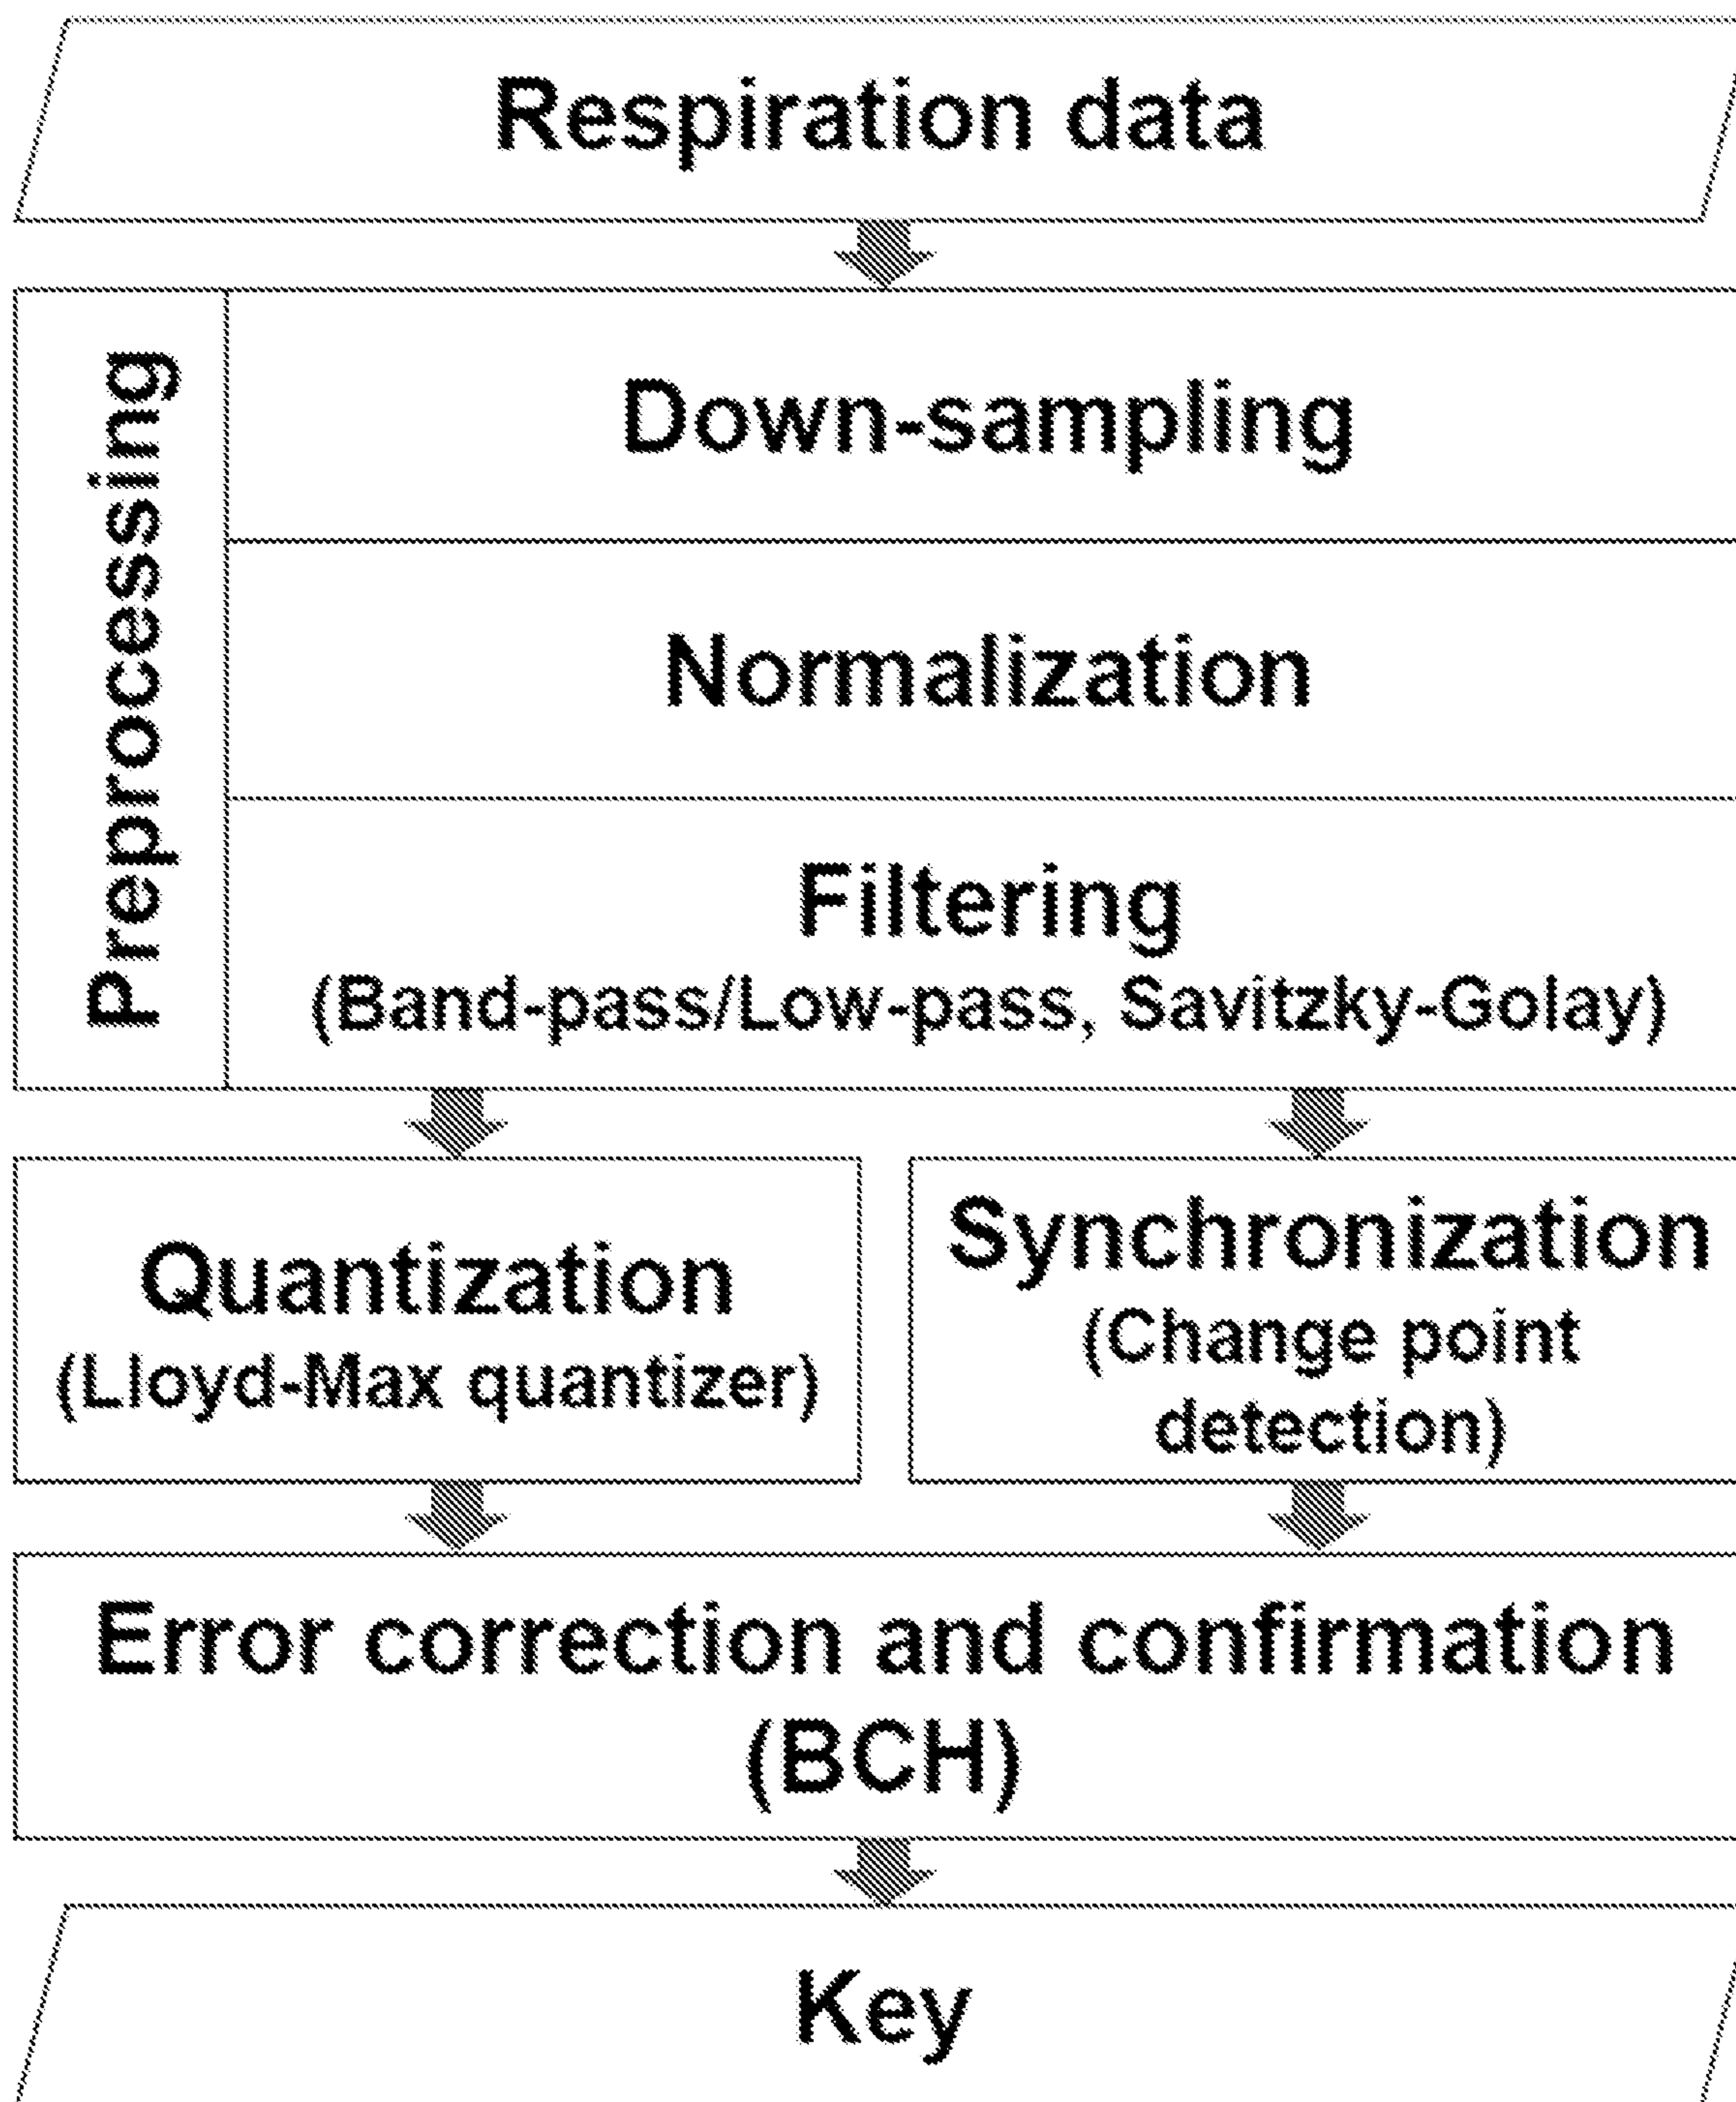 Respiration data
Preprocessing
Down-sampling
Normalization
Filtering
(Band-pass/Low-pass, Savitzky-Golay)
Quantization
(Lloyd-Max quantizer)
Synchronization
(Change point
detection)
Error correction and confirmation
(BCH)
Key